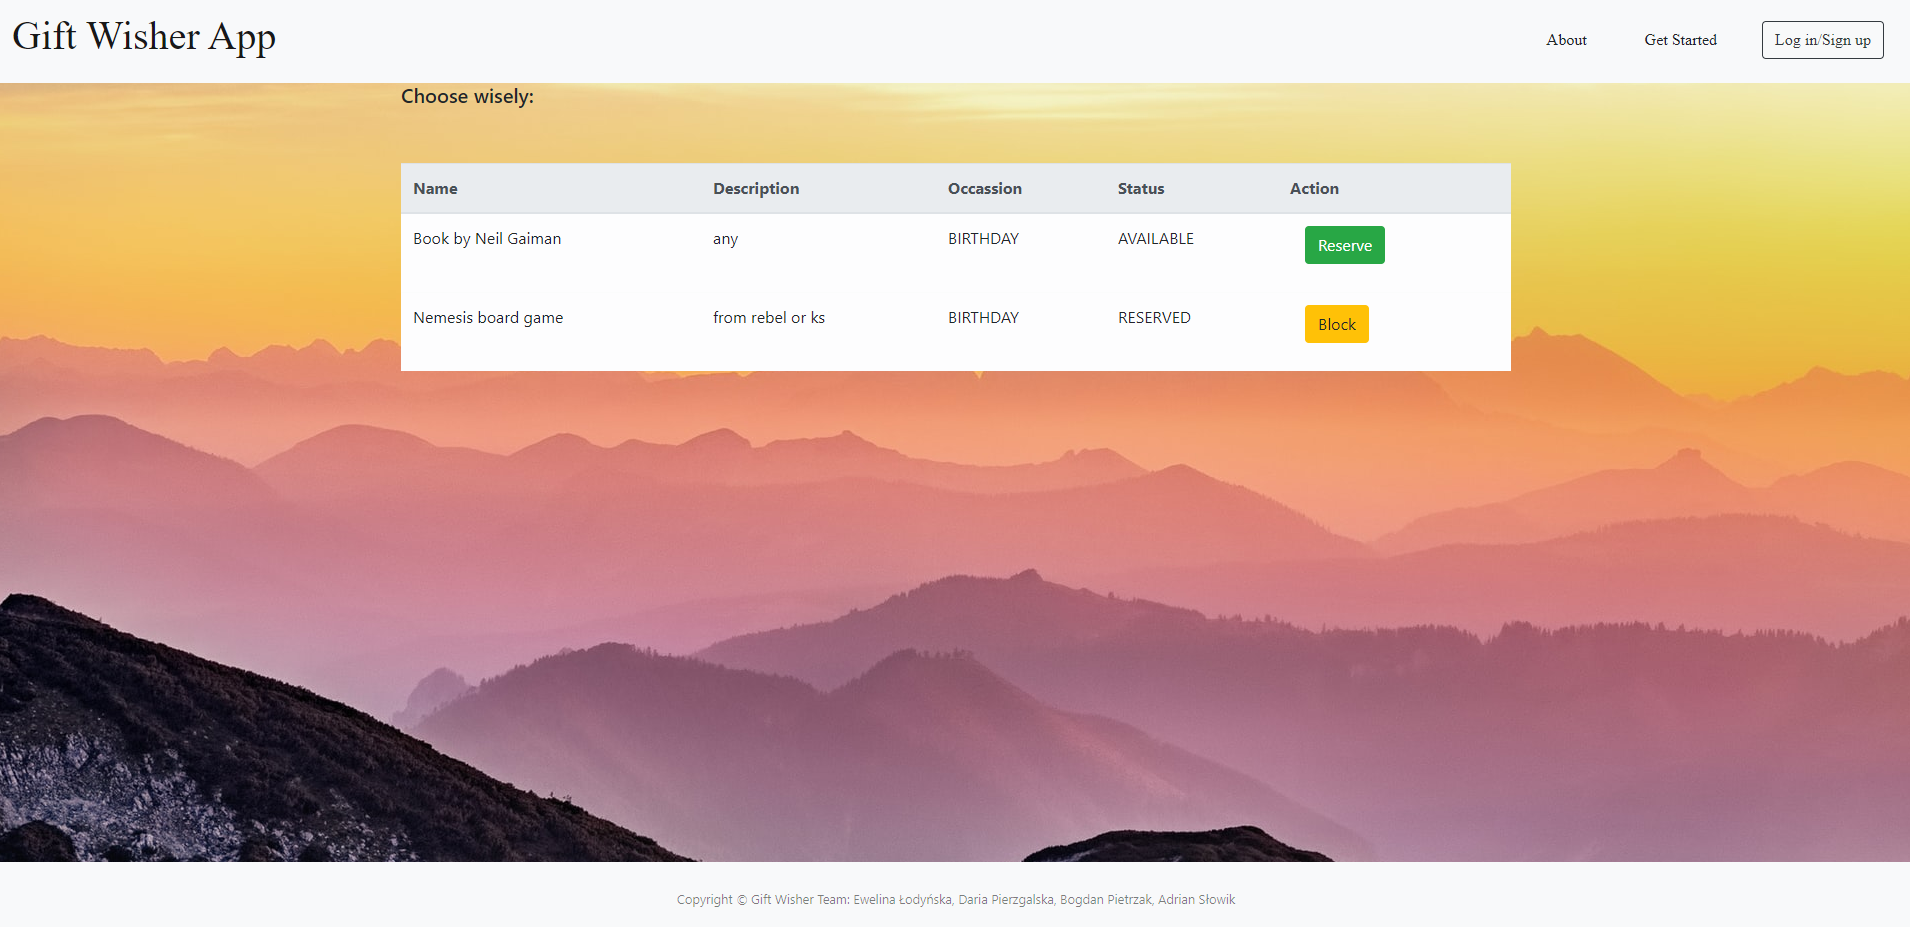 Gift Wisher App
About Get Started Log in/Sign up
Choose wisely:
Name Description Occassion Status Action
Book by Neil Gaiman any BIRTHDAY AVAILABLE Reserve
Nemesis board game from rebel or ks BIRTHDAY RESERVED Block
Copyright © Gift Wisher Team: Ewelina Łodyńska, Daria Pierzgalska, Bogdan Pietrzak, Adrian Słowik